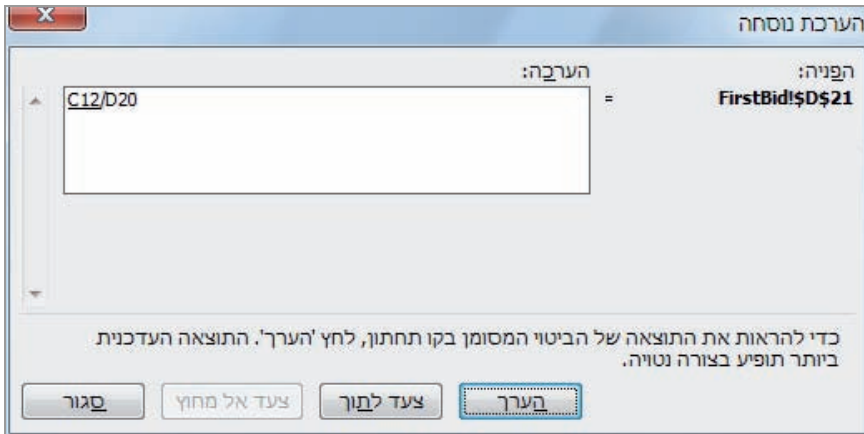 הערכת נוסחה
הפניה:
הערכה:
FirstBid!$D$21
=
C12/D20
כדי להראות את התוצאה של הביטוי המסומן בקו תחתון, לחץ 'הערך'. התוצאה העדכנית
ביותר תופיע בצורה נטויה.
הערך
צעד לתוך
צעד אל מחוץ
סגור